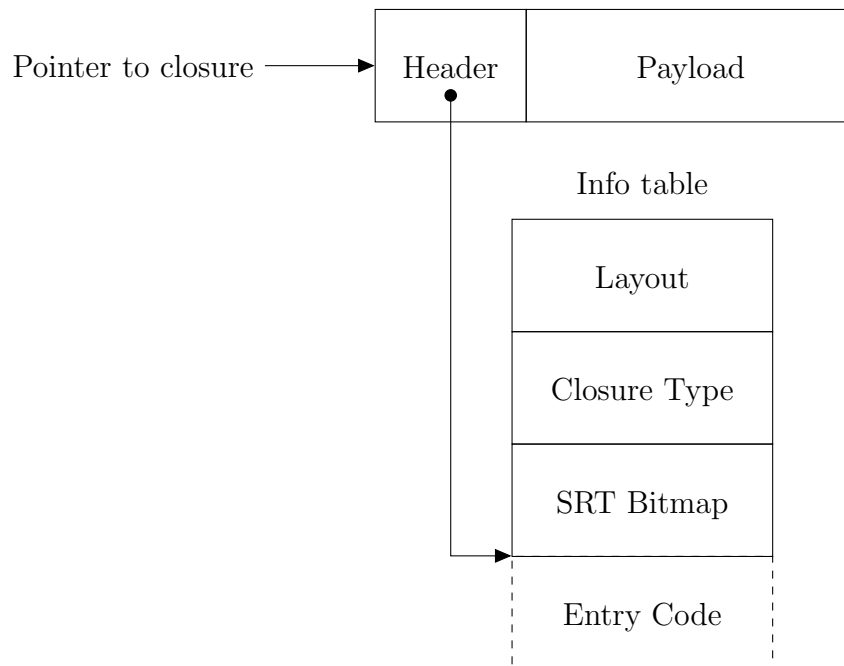 Pointer to closure
Header
Payload
Info table
Layout
Closure Type
SRT Bitmap
Entry Code